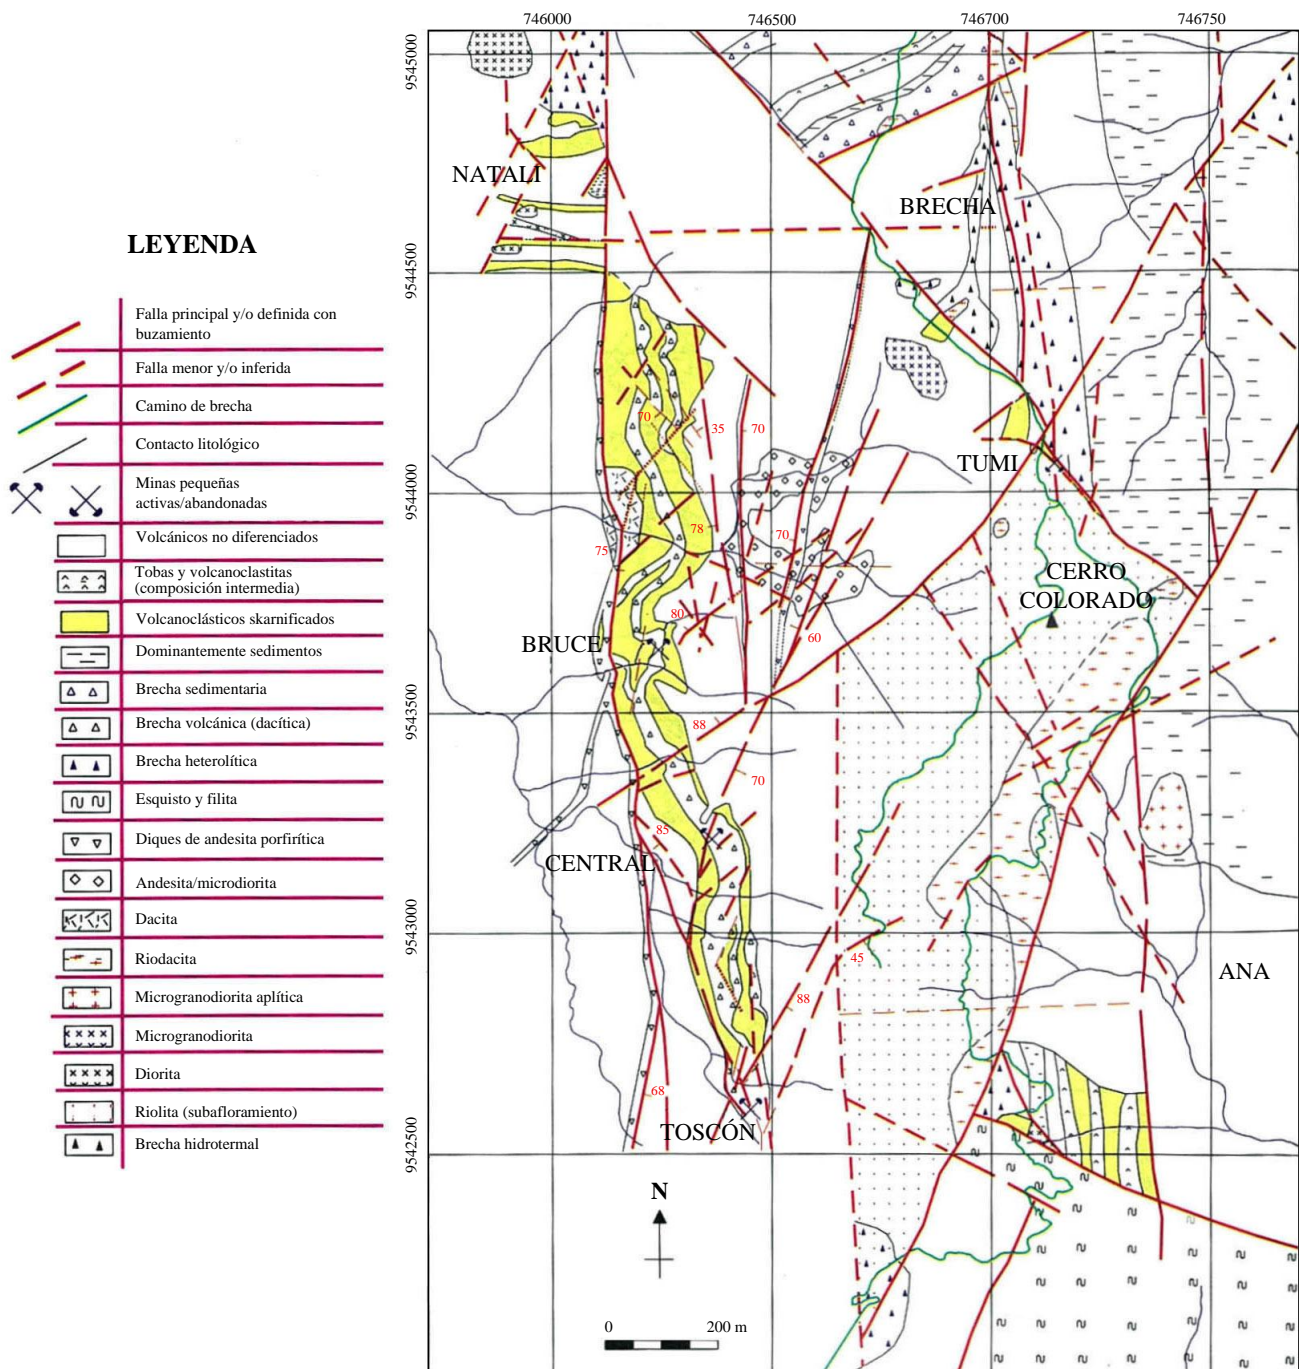 746000
746500
746700
746750
9545000
NATALI
BRECHA
LEYENDA
9544500
Falla principal y/o definida con
buzamiento
Falla menor y/o inferida
Camino de brecha
Contacto litológico
Minas pequeñas
activas/abandonadas
Volcánicos no diferenciados
Tobas y volcanoclastitas
(composición intermedia)
Volcanoclásticos skarnificados
Dominantemente sedimentos
Brecha sedimentaria
Brecha volcánica (dacítica)
Brecha heterolítica
Esquisto y filita
Diques de andesita porfirítica
Andesita/microdiorita
Dacita
Riodacita
Microgranodiorita aplítica
Microgranodiorita
Diorita
Riolita (subafloramiento)
Brecha hidrotermal
70
35
70
TUMI
9544000
78
70
75
CERRO
COLORADO
80
60
BRUCE
9543500
88
70
85
CENTRAL
9543000
45
ANA
88
68
TOSCÓN
9542500
N
0
200 m